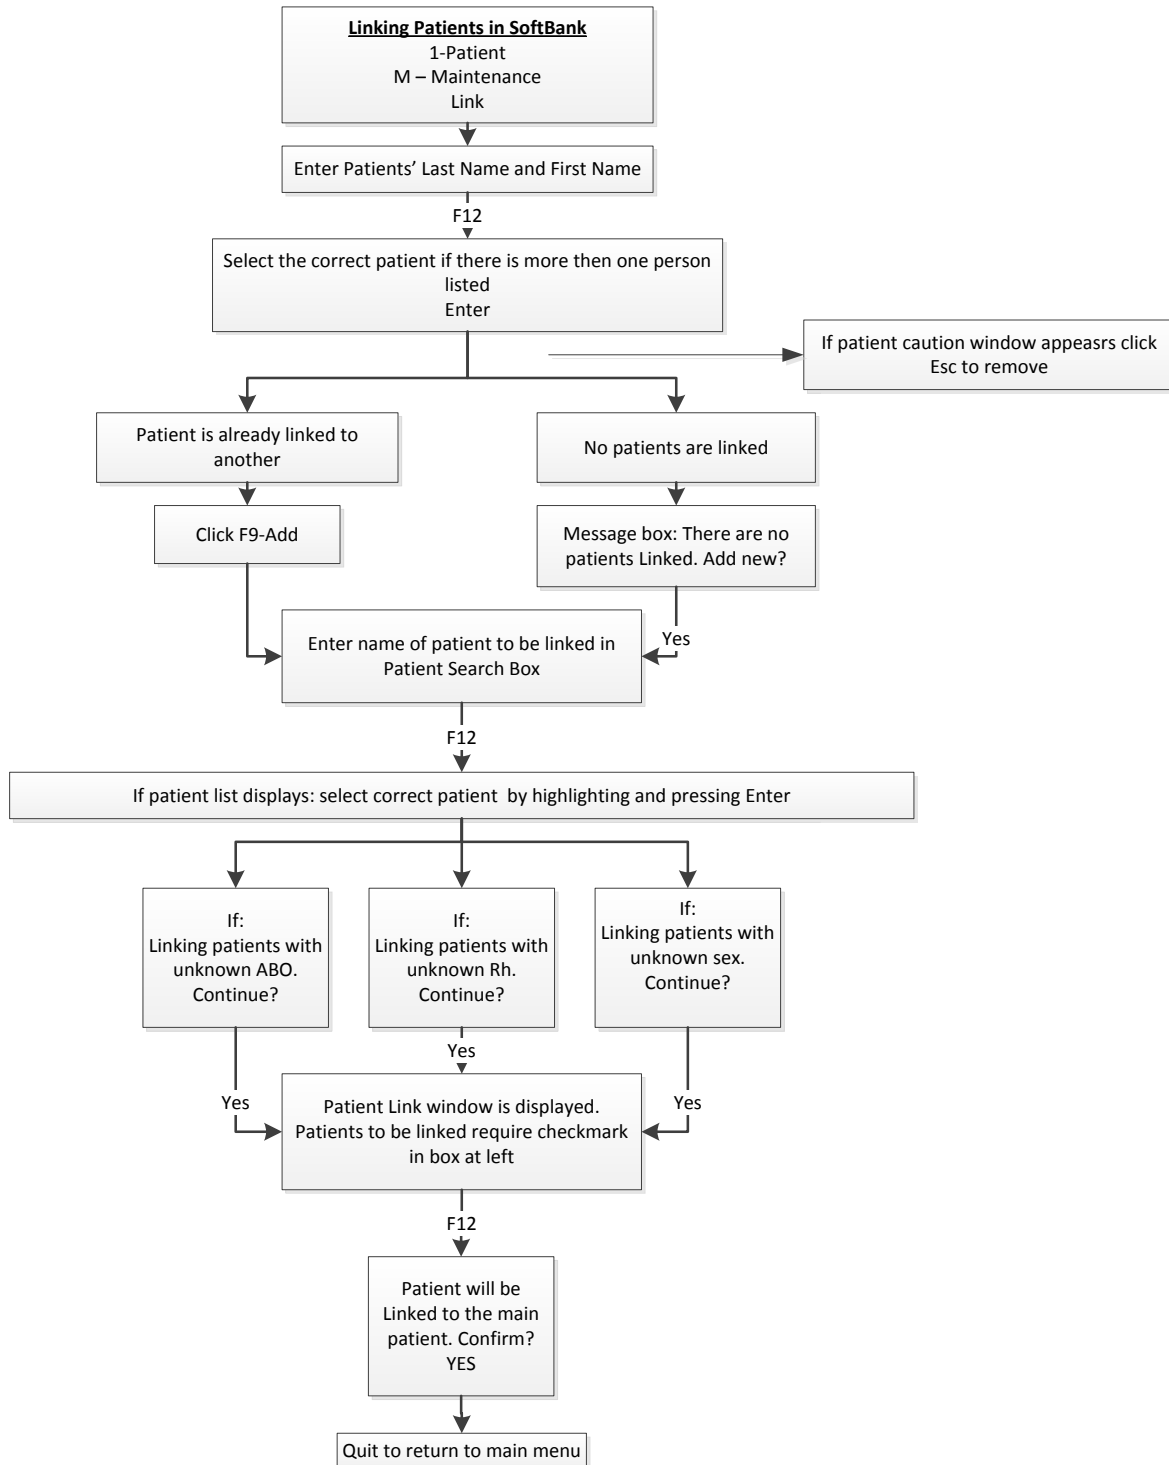 Linking Patients in SoftBank
1-Patient
M – Maintenance
Link
Enter Patients’ Last Name and First Name
F12
Select the correct patient if there is more then one person
listed
Enter
If patient caution window appeasrs click
Esc to remove
Patient is already linked to
another
No patients are linked
Click F9-Add
Message box: There are no
patients Linked. Add new?
Yes
Enter name of patient to be linked in
Patient Search Box
F12
If patient list displays: select correct patient  by highlighting and pressing Enter
If:
Linking patients with
unknown ABO.
Continue?
If:
Linking patients with
unknown Rh.
Continue?
If:
Linking patients with
unknown sex.
Continue?
Yes
Yes
Yes
Patient Link window is displayed.
Patients to be linked require checkmark
in box at left
F12
Patient will be
Linked to the main
patient. Confirm?
YES
Quit to return to main menu